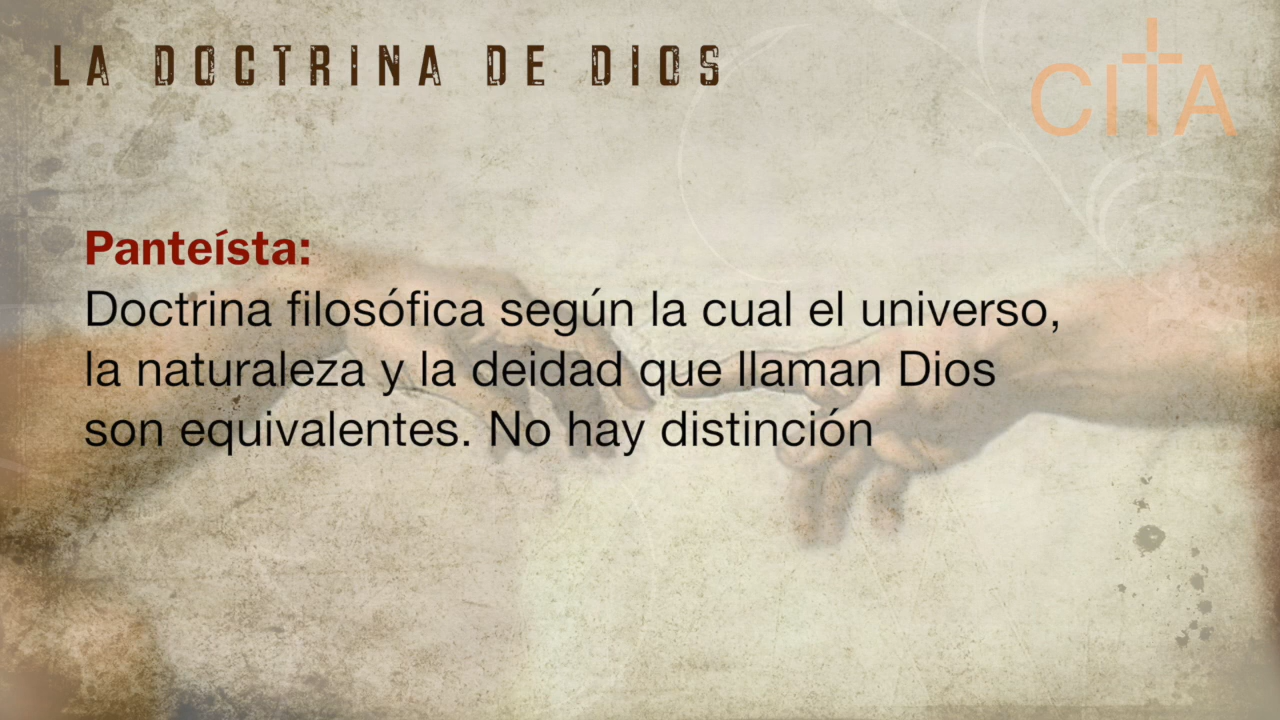 LA DOCTRINA DE DIOS
CITA
Panteísta:
Doctrina filosófica según la cual el universo,
la naturaleza y la deidad que llaman Dios
son equivalentes. No hay distinción